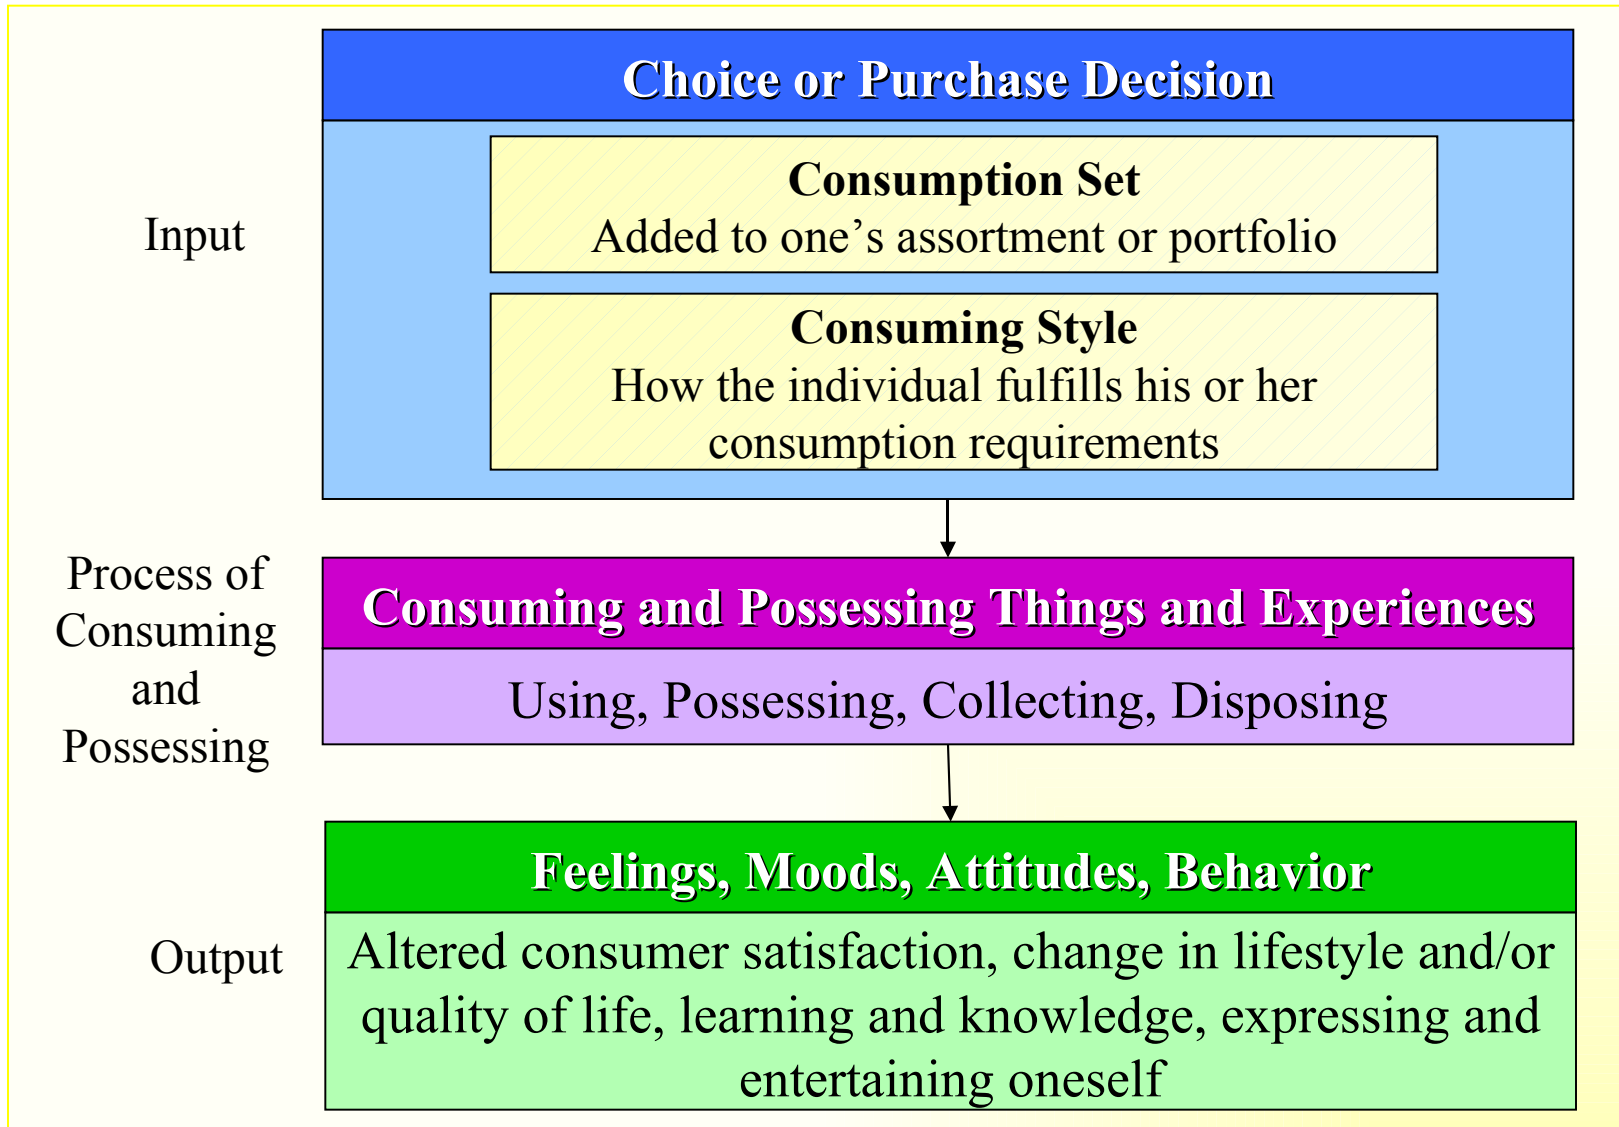 Choice or Purchase Decision
Input
Consumption Set
Added to one’s assortment or portfolio
Consuming Style
How the individual fulfills his or her
consumption requirements
Process of
Consuming
and
Possessing
Consuming and Possessing Things and Experiences
Using, Possessing, Collecting, Disposing
Output
Feelings, Moods, Attitudes, Behavior
Altered consumer satisfaction, change in lifestyle and/or
quality of life, learning and knowledge, expressing and
entertaining oneself